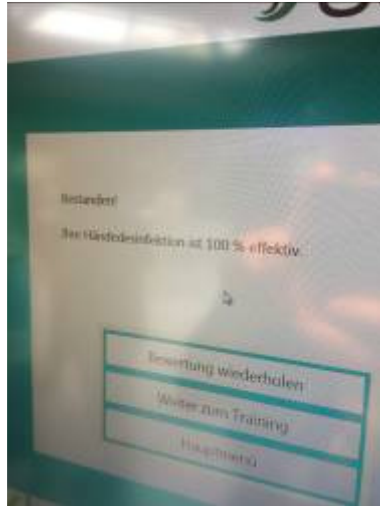 Bestanden!
Ihre Händedesinfektion ist 100 % effektiv.
Bewertung wiederholen
Weiter zum Training
Hauptmenü